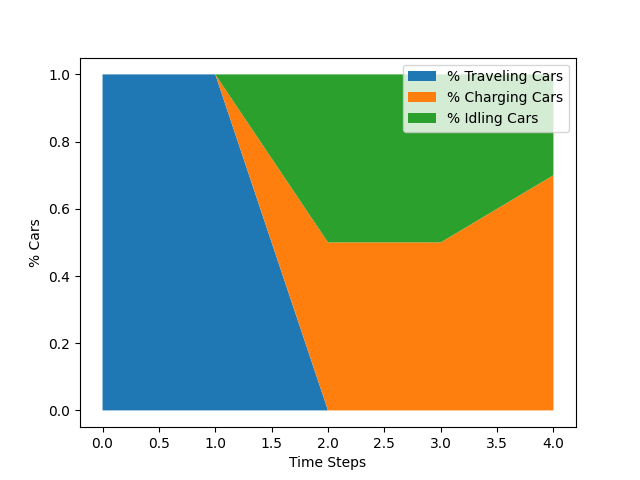 % Traveling Cars
% Charging Cars
% Idling Cars
1.0
0.8
0.6
0.4
0.2
0.0
% Cars
0.0 0.5 1.0 1.5 2.0 2.5 3.0 3.5 4.0
Time Steps